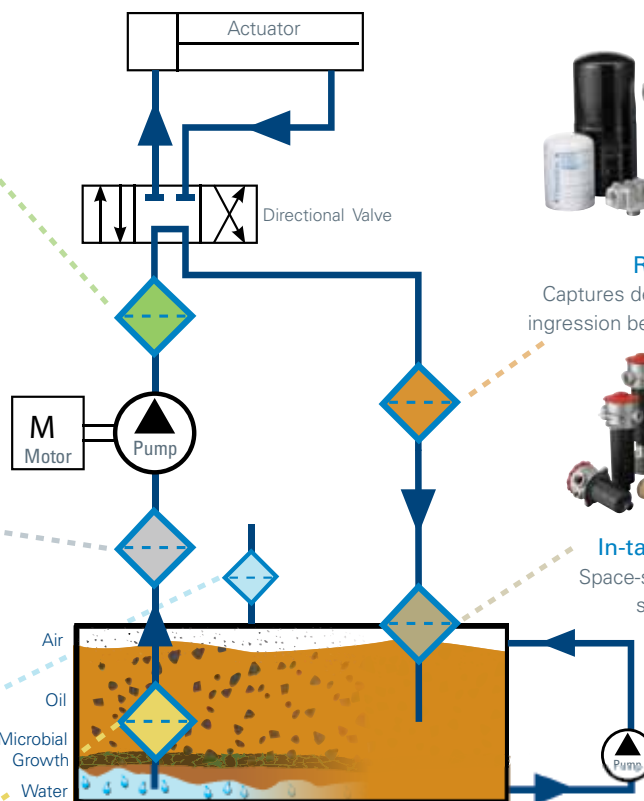 Actuator
Directional Valve
R
Captures de
ingression be
M
Motor
Pump
In-ta
Space-s
s
Air
Oil
Microbial
Growth
Water
Pump